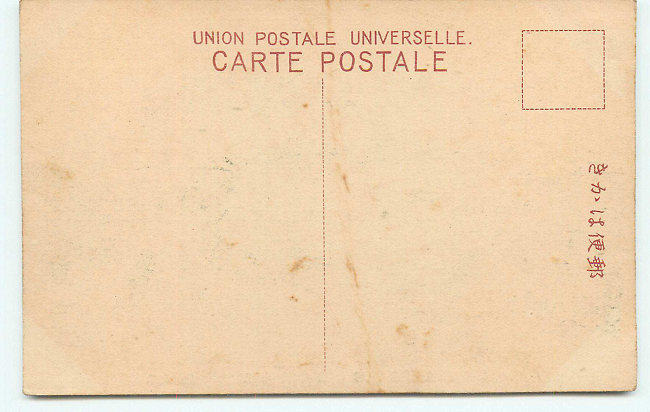 UNION POSTALE UNIVERSELLE.
CARTE POSTALE
郵便はかき